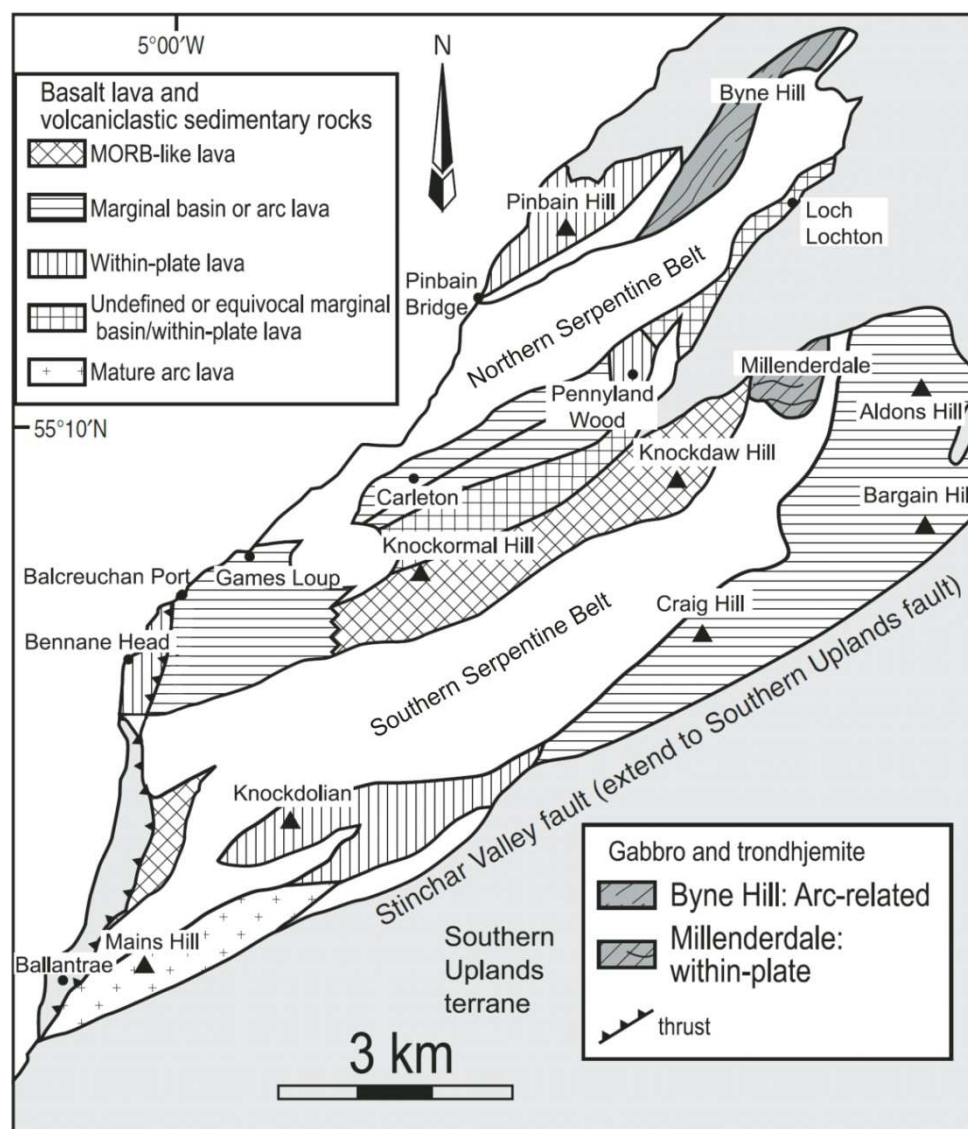 5°00′W
N
Basalt lava and
volcaniclastic sedimentary rocks
MORB-like lava
Marginal basin or arc lava
Within-plate lava
Undefined or equivocal marginal
basin/within-plate lava
Mature arc lava
Byne Hill
Pinbain Hill
Loch
Lochton
Pinbain
Bridge
Northern Serpentine Belt
Millenderdale
Pennyland
Wood
Aldons Hill
55°10′N
Knockdaw Hill
Carleton
Bargain Hill
Knockormal Hill
Games Loup
Balcreuchan Port
Craig Hill
Bennane Head
Southern Serpentine Belt
Knockdolian
Stinchar Valley fault (extend to Southern Uplands fault)
Mains Hill
Ballantrae
Southern
Uplands
terrane
3 km
Gabbro and trondhjemite
Byne Hill: Arc-related
Millenderdale:
within-plate
thrust